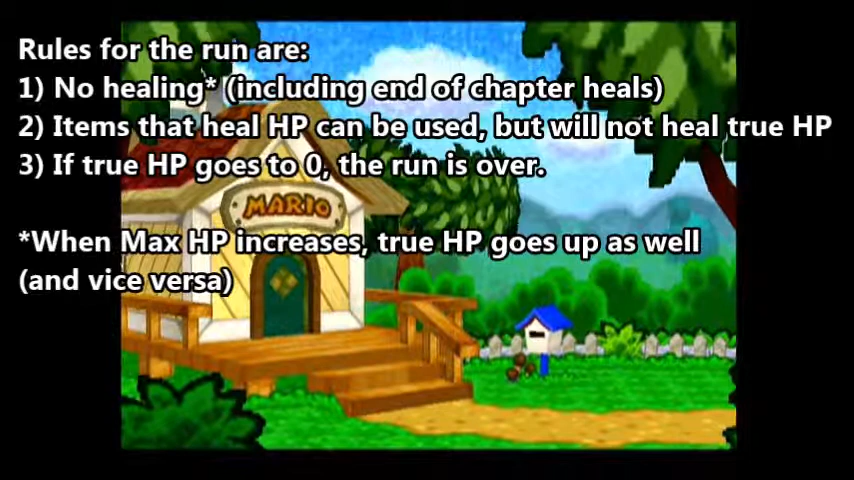 Rules for the run are:
1) No healing* (including end of chapter heals)
2) Items that heal HP can be used, but will not heal true HP
3) If true HP goes to 0, the run is over.
MARIO
*When Max HP increases, true HP goes up as well
(and vice versa)